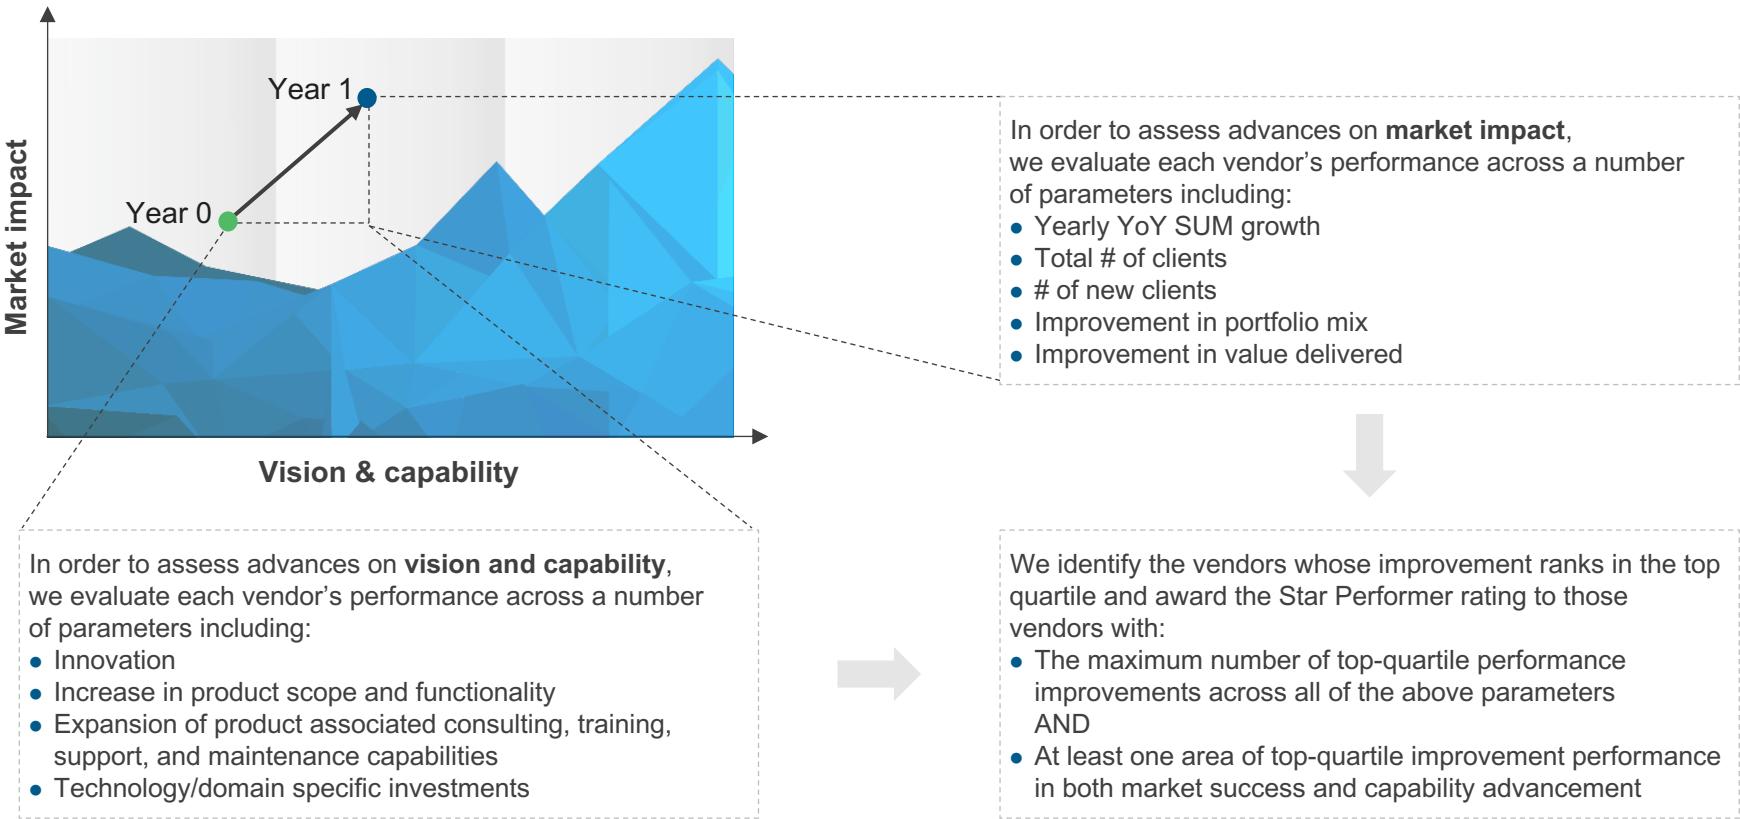 Year 1
Year 0
Market impact
Vision & capability
In order to assess advances on market impact,
we evaluate each vendor’s performance across a number
of parameters including:
● Yearly YoY SUM growth
● Total # of clients
● # of new clients
● Improvement in portfolio mix
● Improvement in value delivered
In order to assess advances on vision and capability,
we evaluate each vendor’s performance across a number
of parameters including:
● Innovation
● Increase in product scope and functionality
● Expansion of product associated consulting, training,
support, and maintenance capabilities
● Technology/domain specific investments
We identify the vendors whose improvement ranks in the top
quartile and award the Star Performer rating to those
vendors with:
● The maximum number of top-quartile performance
improvements across all of the above parameters
AND
● At least one area of top-quartile improvement performance
in both market success and capability advancement